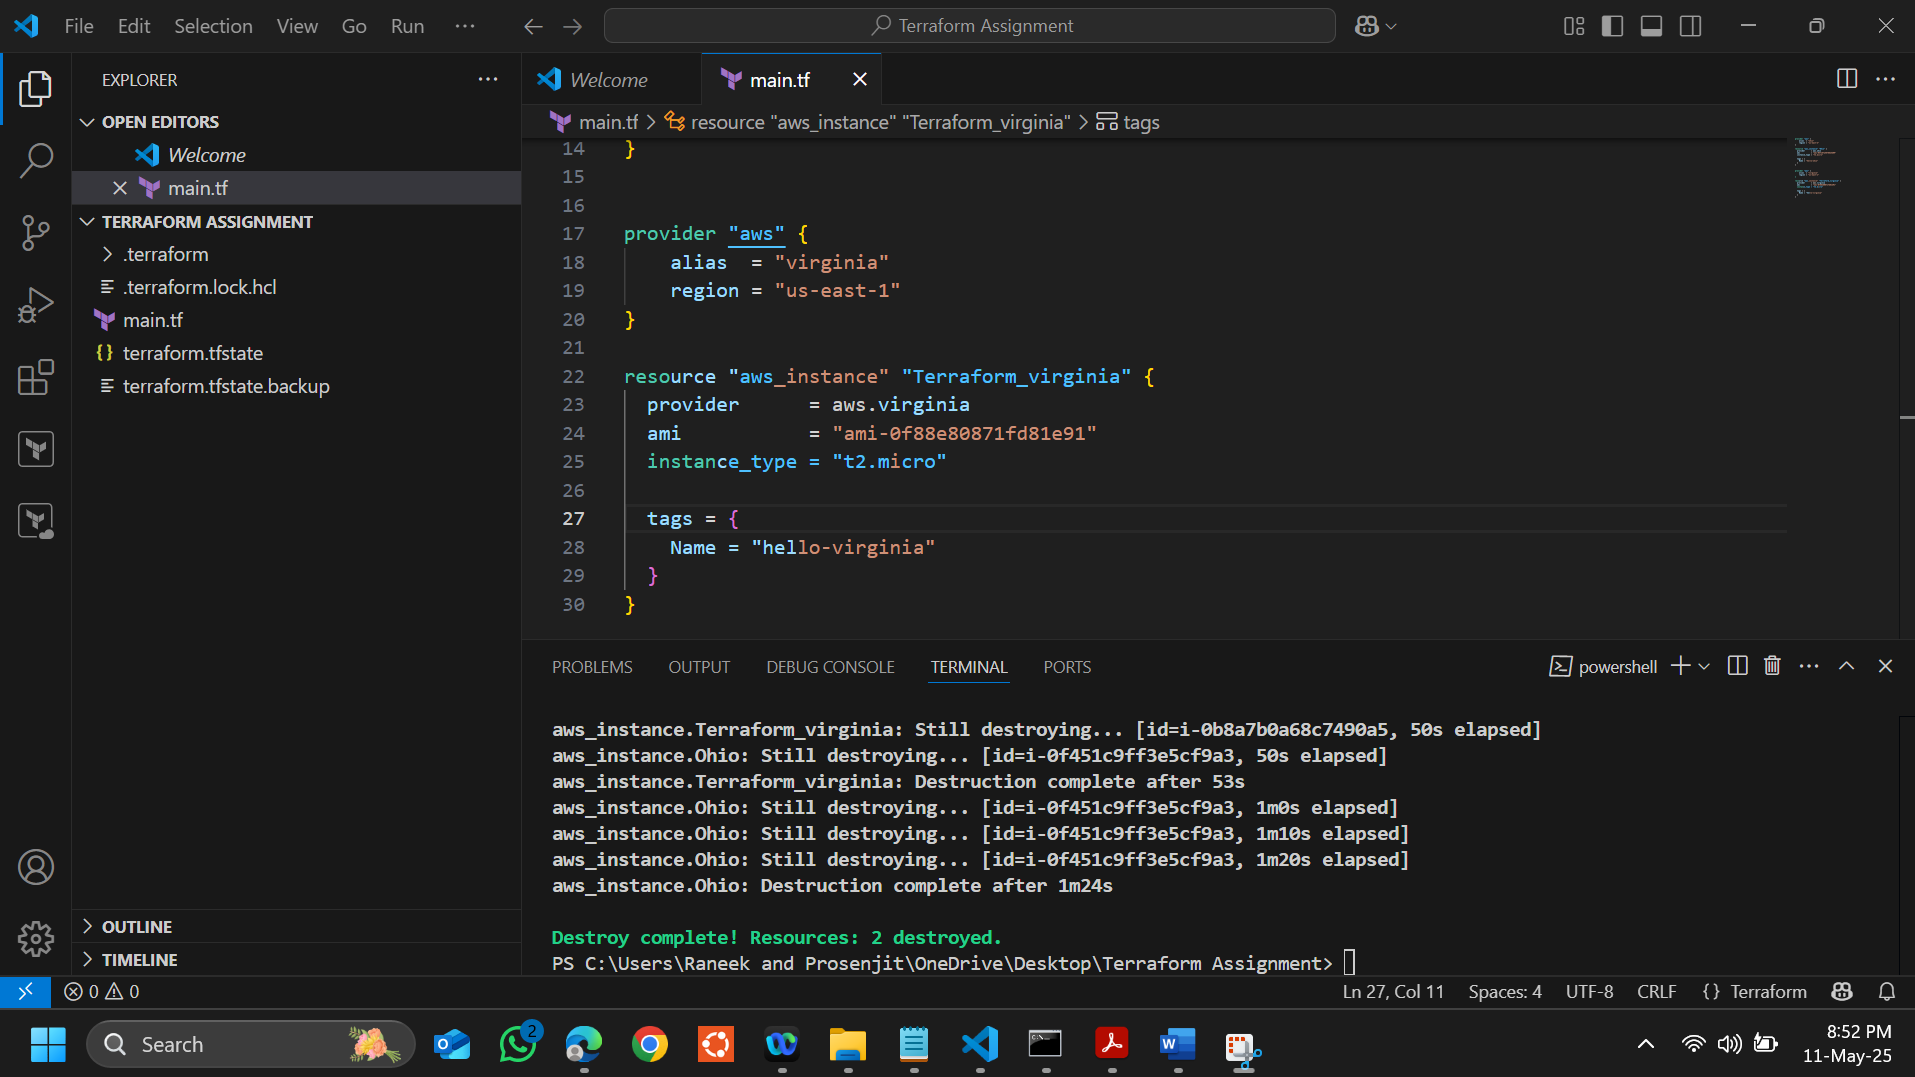 File Edit Selection View Go Run ···
Terraform Assignment
EXPLORER ···
OPEN EDITORS
Welcome
main.tf
TERRAFORM ASSIGNMENT
.terraform
.terraform.lock.hcl
main.tf
terraform.tfstate
terraform.tfstate.backup
OUTLINE
TIMELINE
Welcome
main.tf
main.tf > resource "aws_instance" "Terraform_virginia" > tags
14 }
15
16
17 provider "aws" {
18 alias = "virginia"
19 region = "us-east-1"
20 }
21
22 resource "aws_instance" "Terraform_virginia" {
23 provider = aws.virginia
24 ami = "ami-0f88e80871fd81e91"
25 instance_type = "t2.micro"
26
27 tags = {
28 Name = "hello-virginia"
29 }
30 }
PROBLEMS OUTPUT DEBUG CONSOLE TERMINAL PORTS
powershell
aws_instance.Terraform_virginia: Still destroying... [id=i-0b8a7b0a68c7490a5, 50s elapsed]
aws_instance.Ohio: Still destroying... [id=i-0f451c9ff3e5cf9a3, 50s elapsed]
aws_instance.Terraform_virginia: Destruction complete after 53s
aws_instance.Ohio: Still destroying... [id=i-0f451c9ff3e5cf9a3, 1m0s elapsed]
aws_instance.Ohio: Still destroying... [id=i-0f451c9ff3e5cf9a3, 1m10s elapsed]
aws_instance.Ohio: Still destroying... [id=i-0f451c9ff3e5cf9a3, 1m20s elapsed]
aws_instance.Ohio: Destruction complete after 1m24s
Destroy complete! Resources: 2 destroyed.
PS C:\Users\Raneek and Prosenjit\OneDrive\Desktop\Terraform Assignment>
0 0
Ln 27, Col 11 Spaces: 4 UTF-8 CRLF {} Terraform
Search
2
8:52 PM
11-May-25